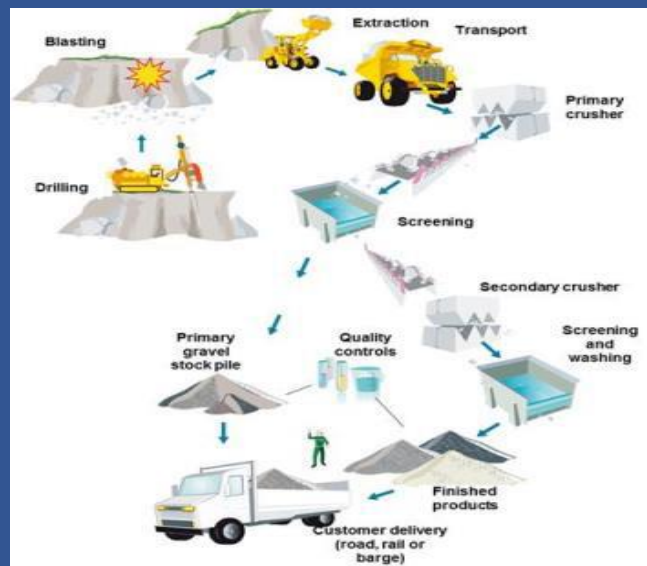 Extraction
Transport
Blasting
Primary
crusher
Drilling
Screening
Secondary crusher
Screening
and
washing
Primary
gravel
stock pile
Quality
controls
Finished
products
Customer delivery
(road, rail or
barge)